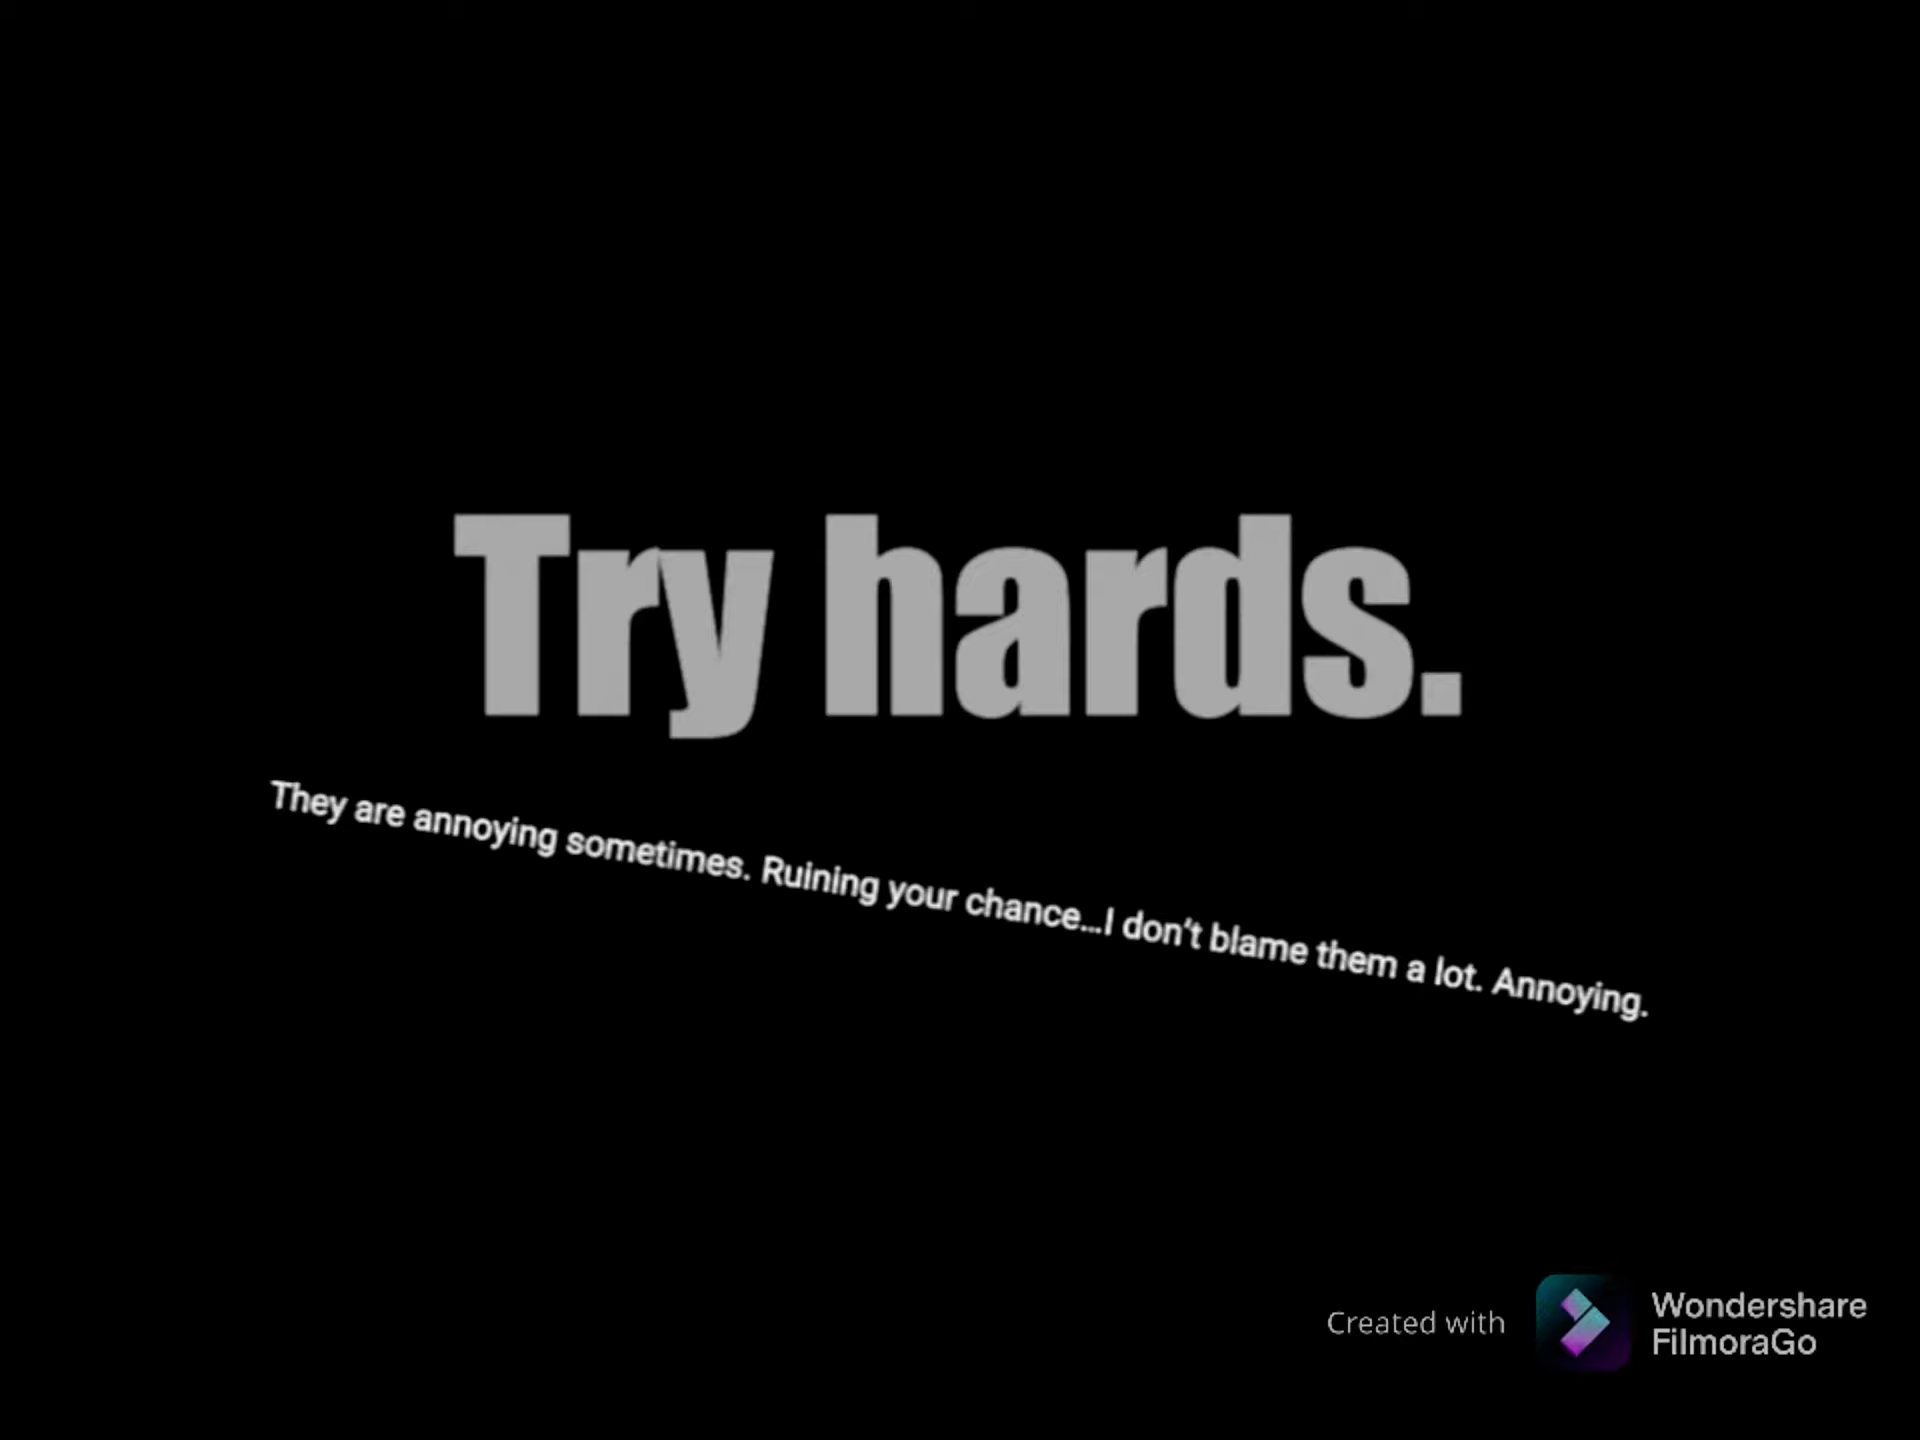 Try hards.
They are annoying sometimes. Ruining your chance...I don't blame them a lot. Annoying.
Created with
Wondershare
FilmoraGo